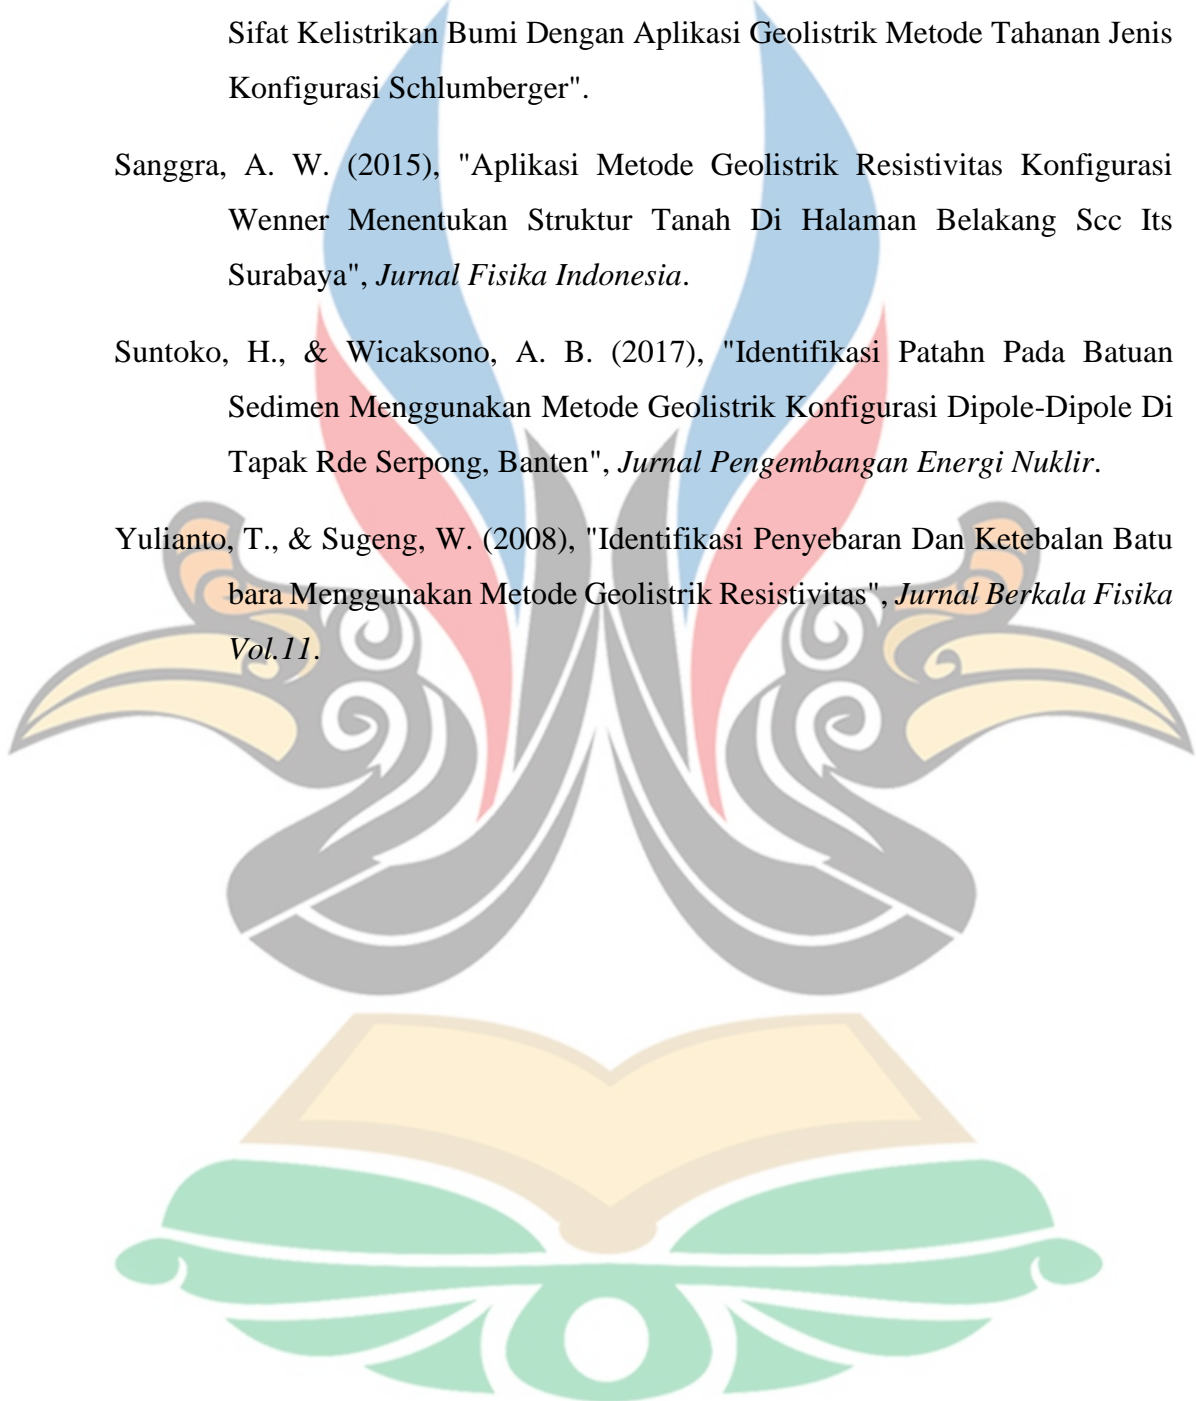 Sifat Kelistrikan Bumi Dengan Aplikasi Geolistrik Metode Tahanan Jenis
Konfigurasi Schlumberger".
Sanggra, A. W. (2015), "Aplikasi Metode Geolistrik Resistivitas Konfigurasi
Wenner Menentukan Struktur Tanah Di Halaman Belakang Scc Its
Surabaya", Jurnal Fisika Indonesia.
Suntoko, H., & Wicaksono, A. B. (2017), "Identifikasi Patahn Pada Batuan
Sedimen Menggunakan Metode Geolistrik Konfigurasi Dipole-Dipole Di
Tapak Rde Serpong, Banten", Jurnal Pengembangan Energi Nuklir.
Yulianto, T., & Sugeng, W. (2008), "Identifikasi Penyebaran Dan Ketebalan Batu
bara Menggunakan Metode Geolistrik Resistivitas", Jurnal Berkala Fisika
Vol.11.